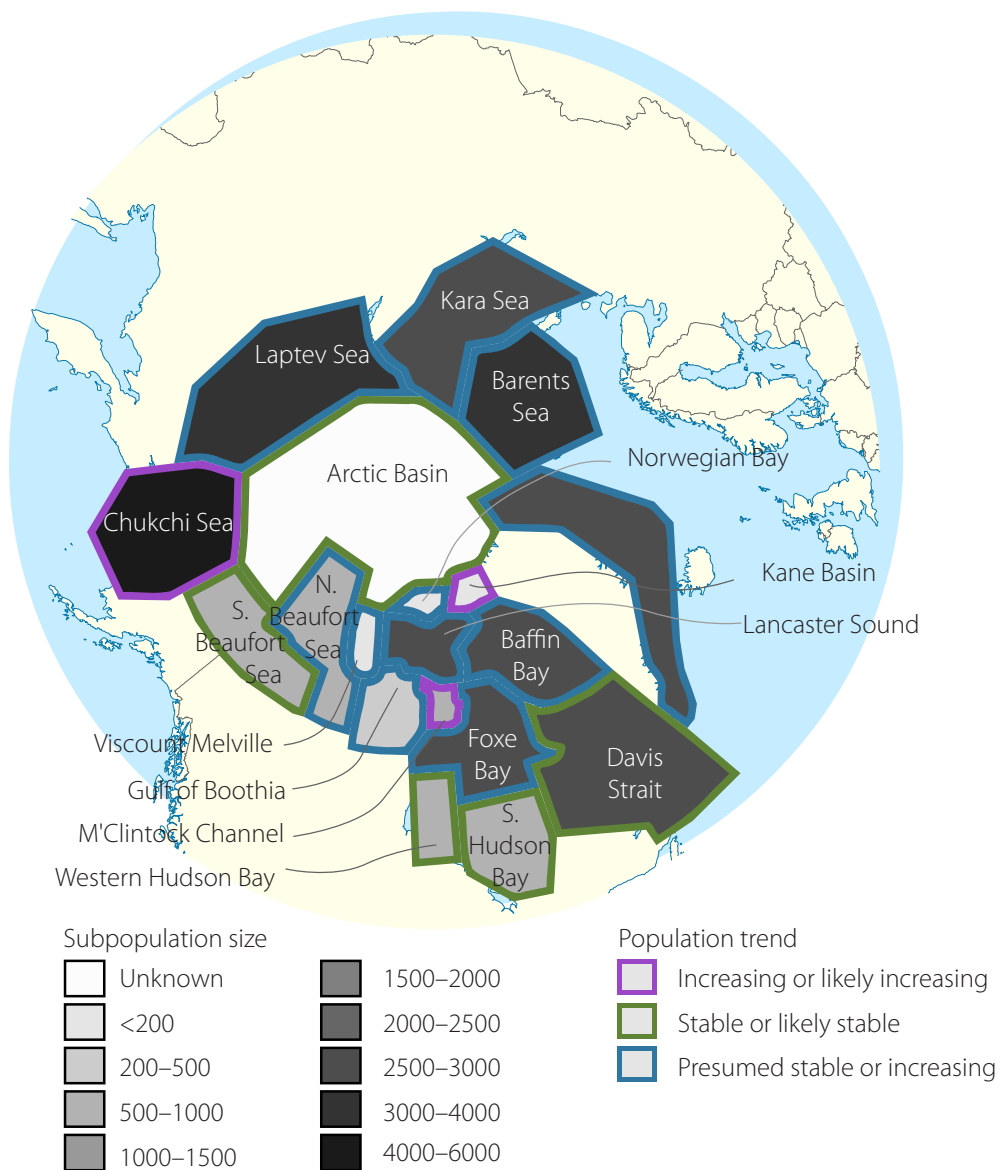 Kara Sea
Laptev Sea
Barents
Sea
Norwegian Bay
Arctic Basin
Chukchi Sea
Kane Basin
N.
Beaufort
Sea
S.
Beaufort
Sea
Lancaster Sound
Baffin
Bay
Viscount Melville
Foxe
Bay
Davis
Strait
Gulf of Boothia
M'Clintock Channel
S.
Hudson
Bay
Western Hudson Bay
Subpopulation size
Unknown
<200
200–500
500–1000
1000–1500
1500–2000
2000–2500
2500–3000
3000–4000
4000–6000
Population trend
Increasing or likely increasing
Stable or likely stable
Presumed stable or increasing